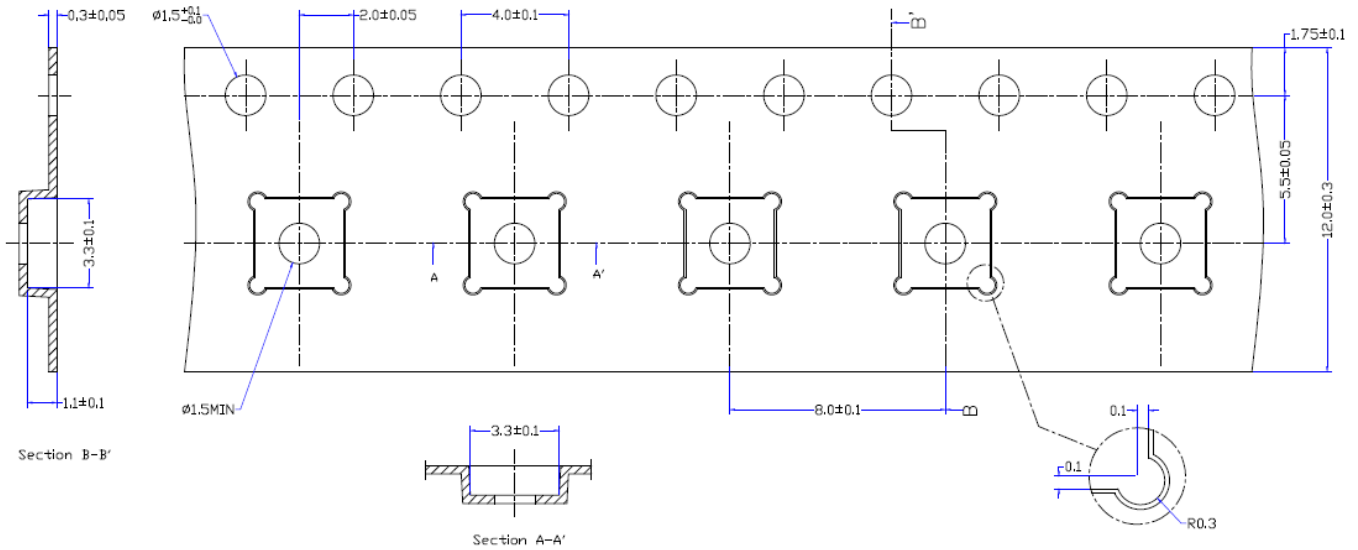 0.3±0.05
Ø1.5+0.1-0.0
2.0±0.05
4.0±0.1
B'
1.75±0.1
5.5±0.05
12.0±0.3
3.3±0.1
A
A'
1.1±0.1
Ø1.5MIN
8.0±0.1
B
0.1
3.3±0.1
0.1
R0.3
Section B-B'
Section A-A'